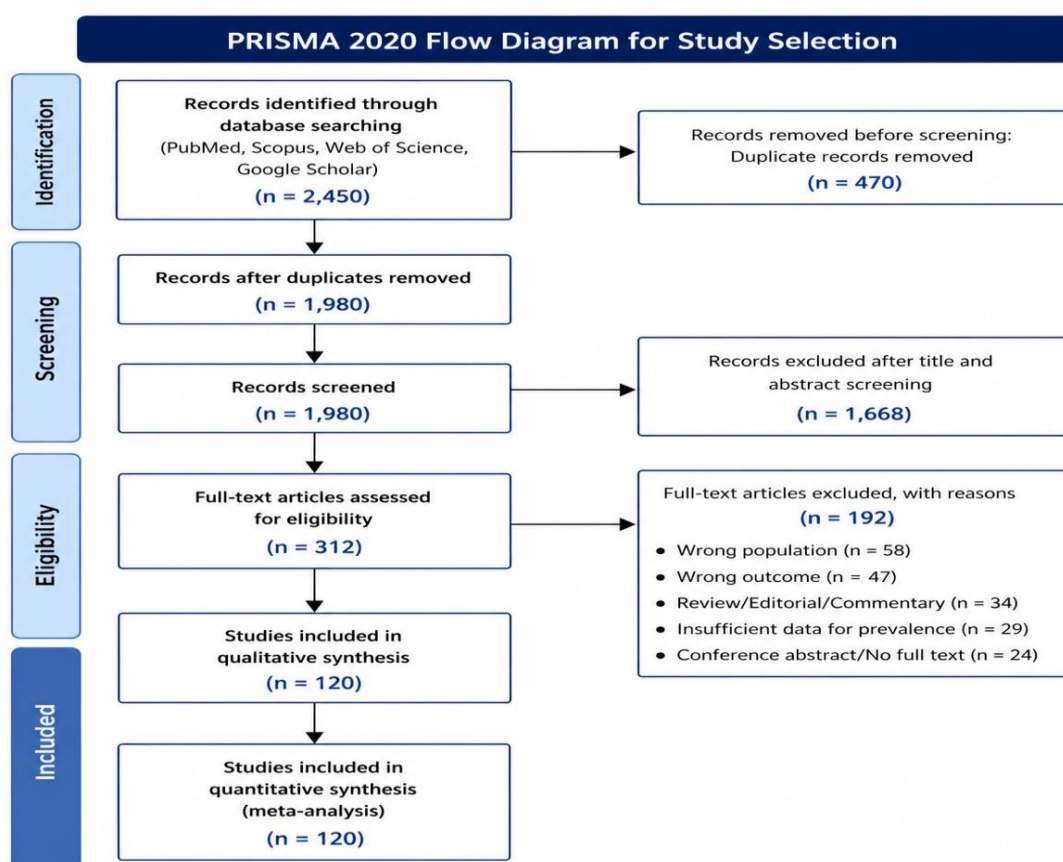 PRISMA 2020 Flow Diagram for Study Selection
Identification
Records identified through
database searching
(PubMed, Scopus, Web of Science,
Google Scholar)
(n = 2,450)
Records removed before screening:
Duplicate records removed
(n = 470)
Screening
Records after duplicates removed
(n = 1,980)
Records screened
(n = 1,980)
Records excluded after title and
abstract screening
(n = 1,668)
Eligibility
Full-text articles assessed
for eligibility
(n = 312)
Full-text articles excluded, with reasons
(n = 192)
• Wrong population (n = 58)
• Wrong outcome (n = 47)
• Review/Editorial/Commentary (n = 34)
• Insufficient data for prevalence (n = 29)
• Conference abstract/No full text (n = 24)
Studies included in
qualitative synthesis
(n = 120)
Included
Studies included in
quantitative synthesis
(meta-analysis)
(n = 120)